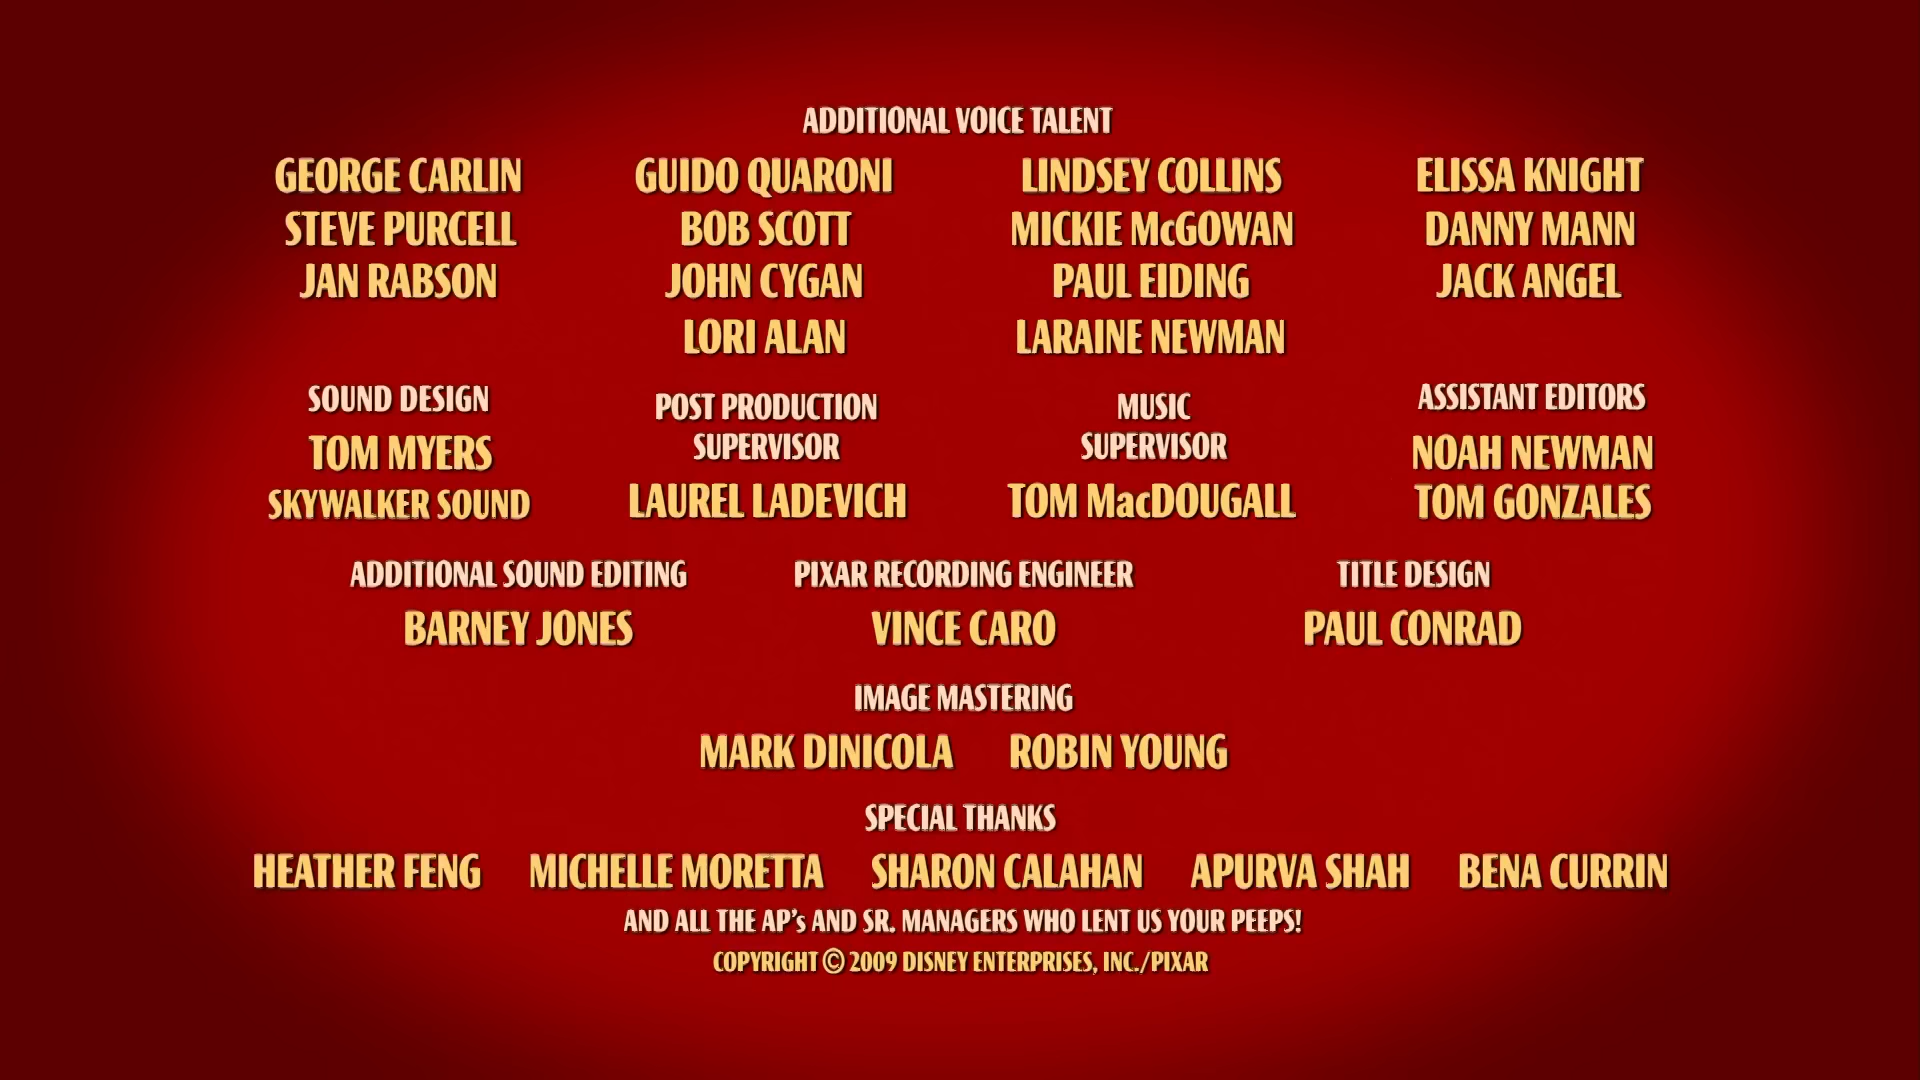 ADDITIONAL VOICE TALENT
GEORGE CARLIN GUIDO QUARONI LINDSEY COLLINS ELISSA KNIGHT
STEVE PURCELL BOB SCOTT MICKIE McGOWAN DANNY MANN
JAN RABSON JOHN CYGAN PAUL EIDING JACK ANGEL
LORI ALAN LARAINE NEWMAN
SOUND DESIGN
TOM MYERS
SKYWALKER SOUND
POST PRODUCTION
SUPERVISOR
LAUREL LADEVICH
MUSIC
SUPERVISOR
TOM MacDOUGALL
ASSISTANT EDITORS
NOAH NEWMAN
TOM GONZALES
ADDITIONAL SOUND EDITING
BARNEY JONES
PIXAR RECORDING ENGINEER
VINCE CARO
TITLE DESIGN
PAUL CONRAD
IMAGE MASTERING
MARK DINICOLA ROBIN YOUNG
SPECIAL THANKS
HEATHER FENG MICHELLE MORETTA SHARON CALAHAN APURVA SHAH BENA CURRIN
AND ALL THE AP's AND SR. MANAGERS WHO LENT US YOUR PEEPS!
COPYRIGHT © 2009 DISNEY ENTERPRISES, INC./PIXAR